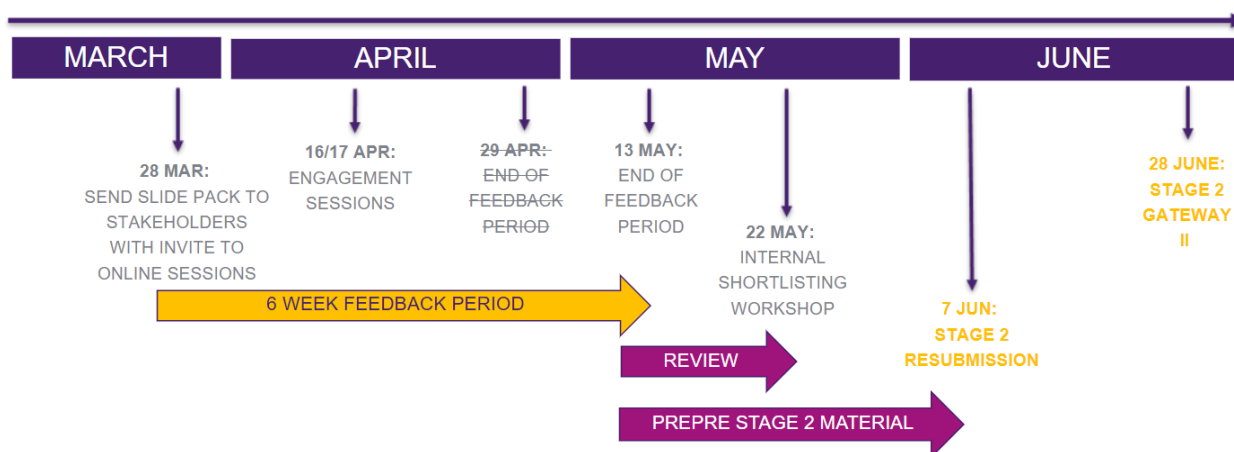 MARCH
APRIL
MAY
JUNE
28 MAR:
SEND SLIDE PACK TO
STAKEHOLDERS
WITH INVITE TO
ONLINE SESSIONS
16/17 APR:
ENGAGEMENT
SESSIONS
29 APR:
END OF
FEEDBACK
PERIOD
13 MAY:
END OF
FEEDBACK
PERIOD
22 MAY:
INTERNAL
SHORTLISTING
WORKSHOP
7 JUN:
STAGE 2
RESUBMISSION
28 JUNE:
STAGE 2
GATEWAY
II
6 WEEK FEEDBACK PERIOD
REVIEW
PREPRE STAGE 2 MATERIAL